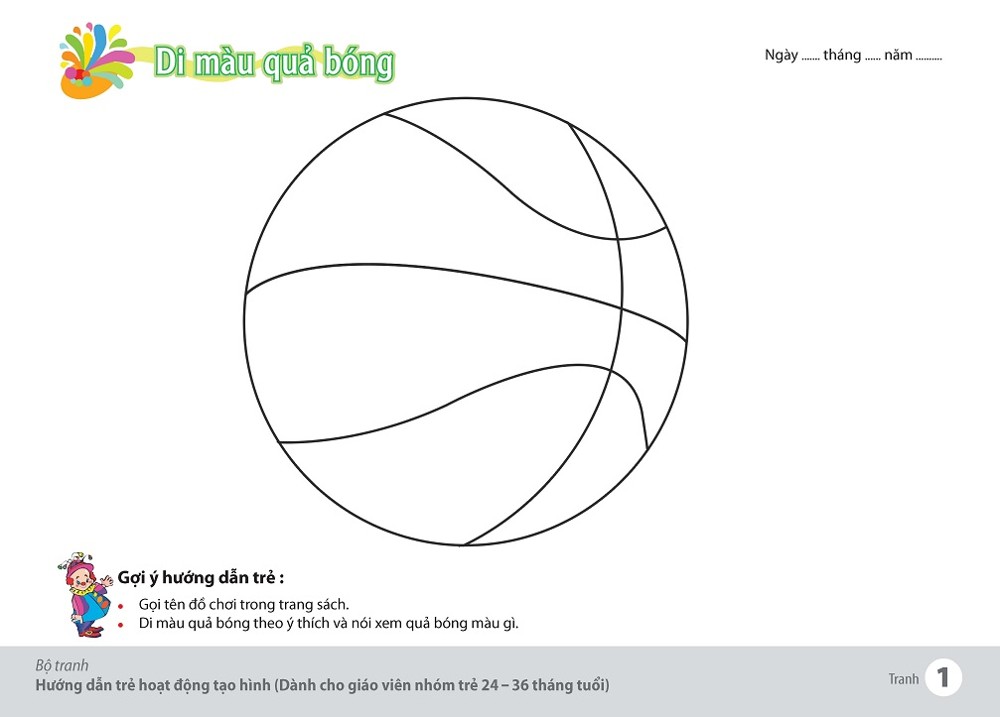 Di màu quả bóng
Ngày ....... tháng ...... năm ..........
Gợi ý hướng dẫn trẻ :
• Gọi tên đồ chơi trong trang sách.
• Di màu quả bóng theo ý thích và nói xem quả bóng màu gì.
Bộ tranh
Hướng dẫn trẻ hoạt động tạo hình (Dành cho giáo viên nhóm trẻ 24 – 36 tháng tuổi)
Tranh 1